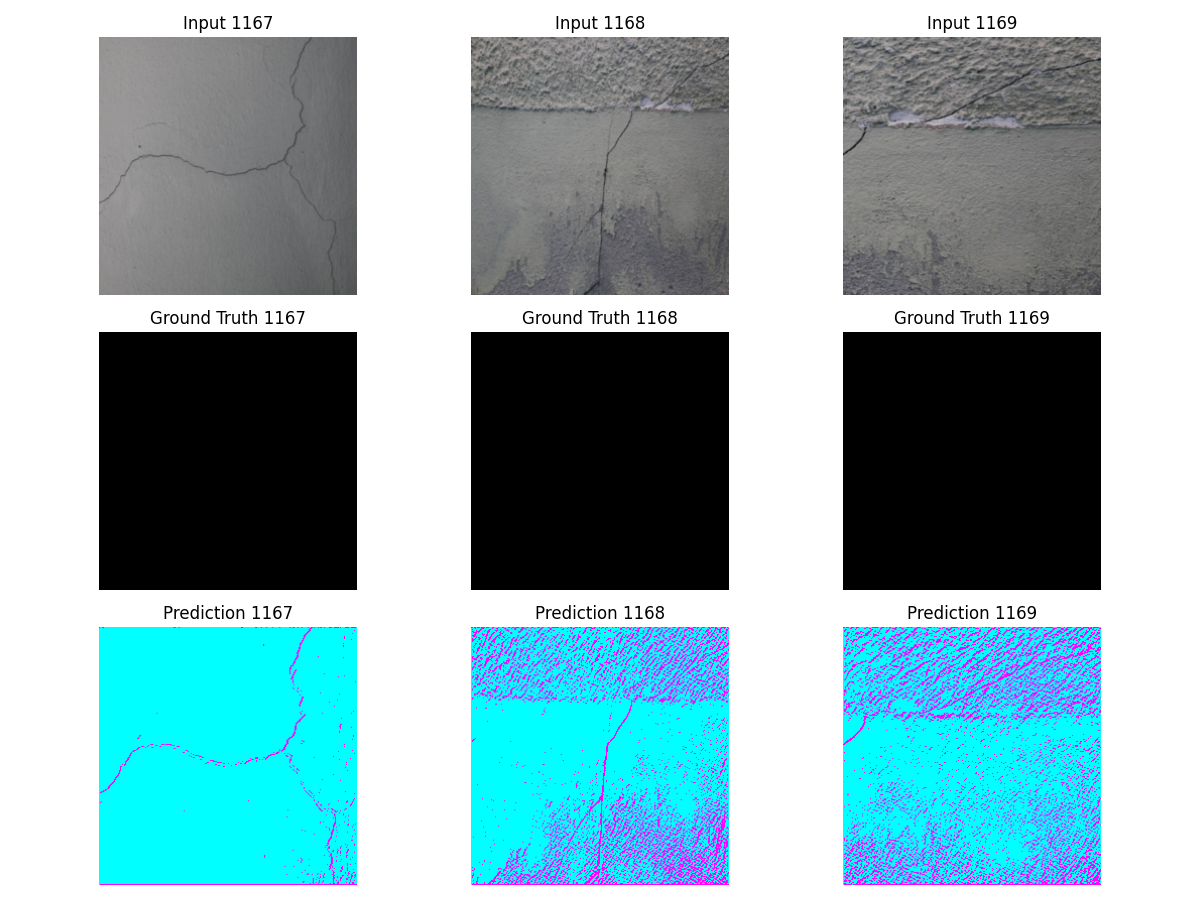 Input 1167
Input 1168
Input 1169
Ground Truth 1167
Ground Truth 1168
Ground Truth 1169
Prediction 1167
Prediction 1168
Prediction 1169